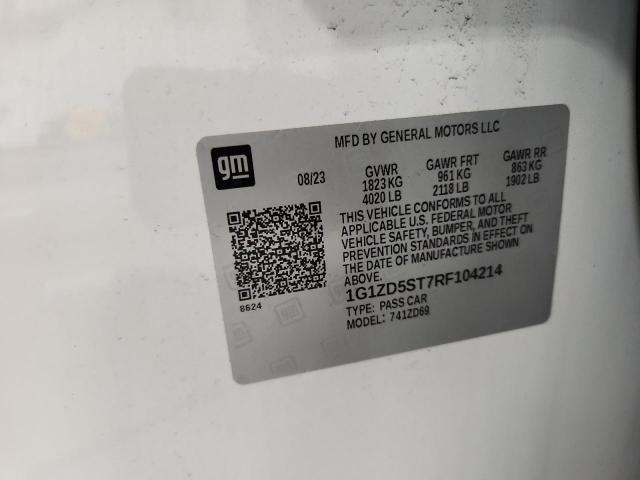 MFD BY GENERAL MOTORS LLC
gm
08/23
GVWR GAWR FRT GAWR RR
1823 KG 961 KG 863 KG
4020 LB 2118 LB 1902 LB
THIS VEHICLE CONFORMS TO ALL
APPLICABLE U.S. FEDERAL MOTOR
VEHICLE SAFETY, BUMPER, AND THEFT
PREVENTION STANDARDS IN EFFECT ON
THE DATE OF MANUFACTURE SHOWN
ABOVE.
1G1ZD5ST7RF104214
TYPE: PASS CAR
MODEL: 741ZD69
8624